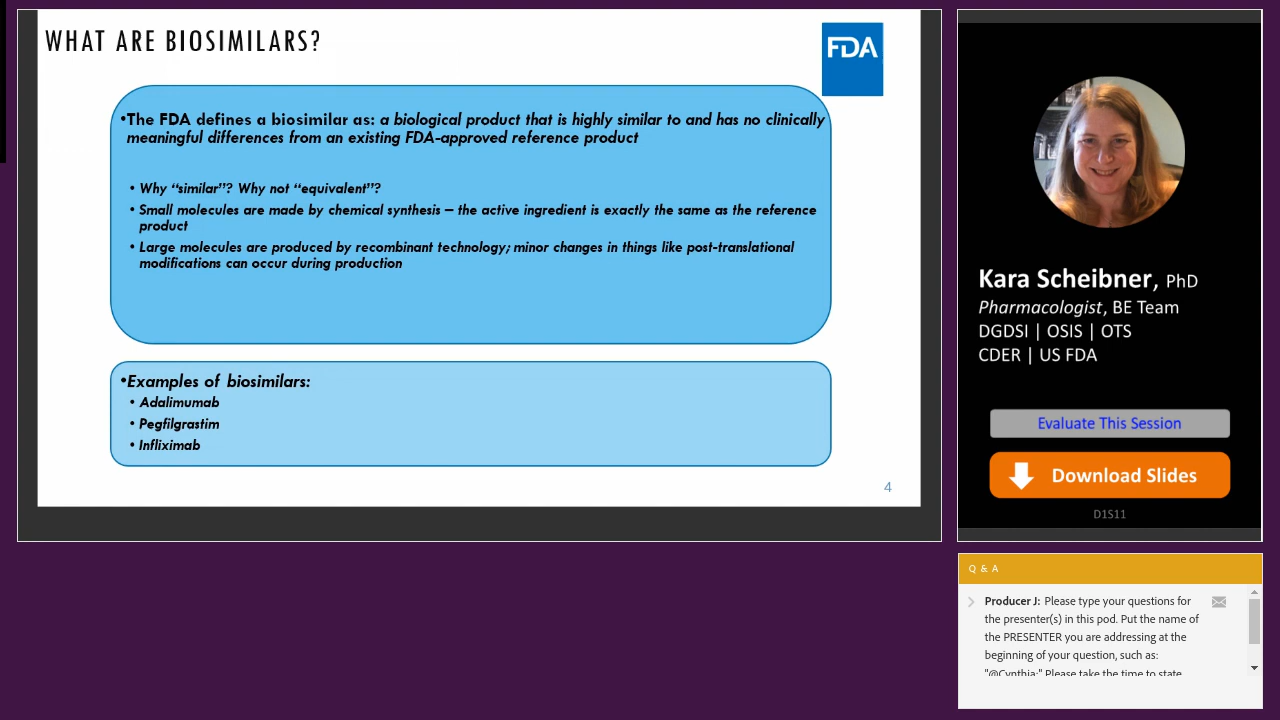 WHAT ARE BIOSIMILARS?
FDA
•The FDA defines a biosimilar as: a biological product that is highly similar to and has no clinically
meaningful differences from an existing FDA-approved reference product
• Why “similar”? Why not “equivalent”?
• Small molecules are made by chemical synthesis – the active ingredient is exactly the same as the reference
product
• Large molecules are produced by recombinant technology; minor changes in things like post-translational
modifications can occur during production
•Examples of biosimilars:
• Adalimumab
• Pegfilgrastim
• Infliximab
4
Kara Scheibner, PhD
Pharmacologist, BE Team
DGDSI | OSIS | OTS
CDER | US FDA
Evaluate This Session
Download Slides
D1S11
Q & A
Producer J: Please type your questions for
the presenter(s) in this pod. Put the name of
the PRESENTER you are addressing at the
beginning of your question, such as:
"@Cynthia:" Please take the time to state